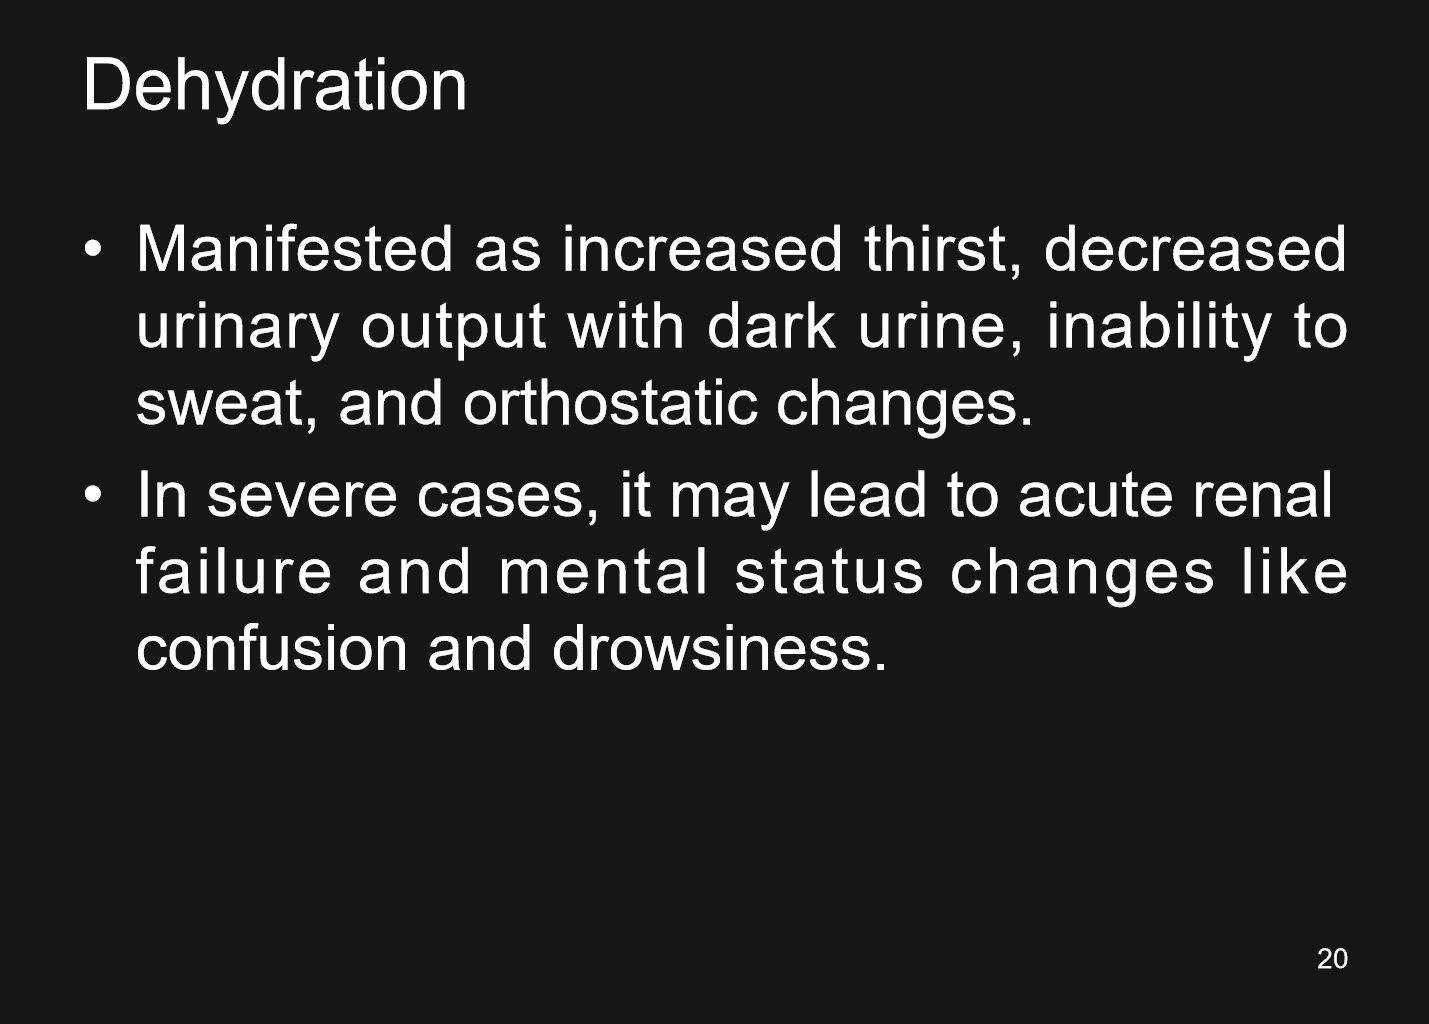 Dehydration
• Manifested as increased thirst, decreased
urinary output with dark urine, inability to
sweat, and orthostatic changes.
• In severe cases, it may lead to acute renal
failure and mental status changes like
confusion and drowsiness.
20